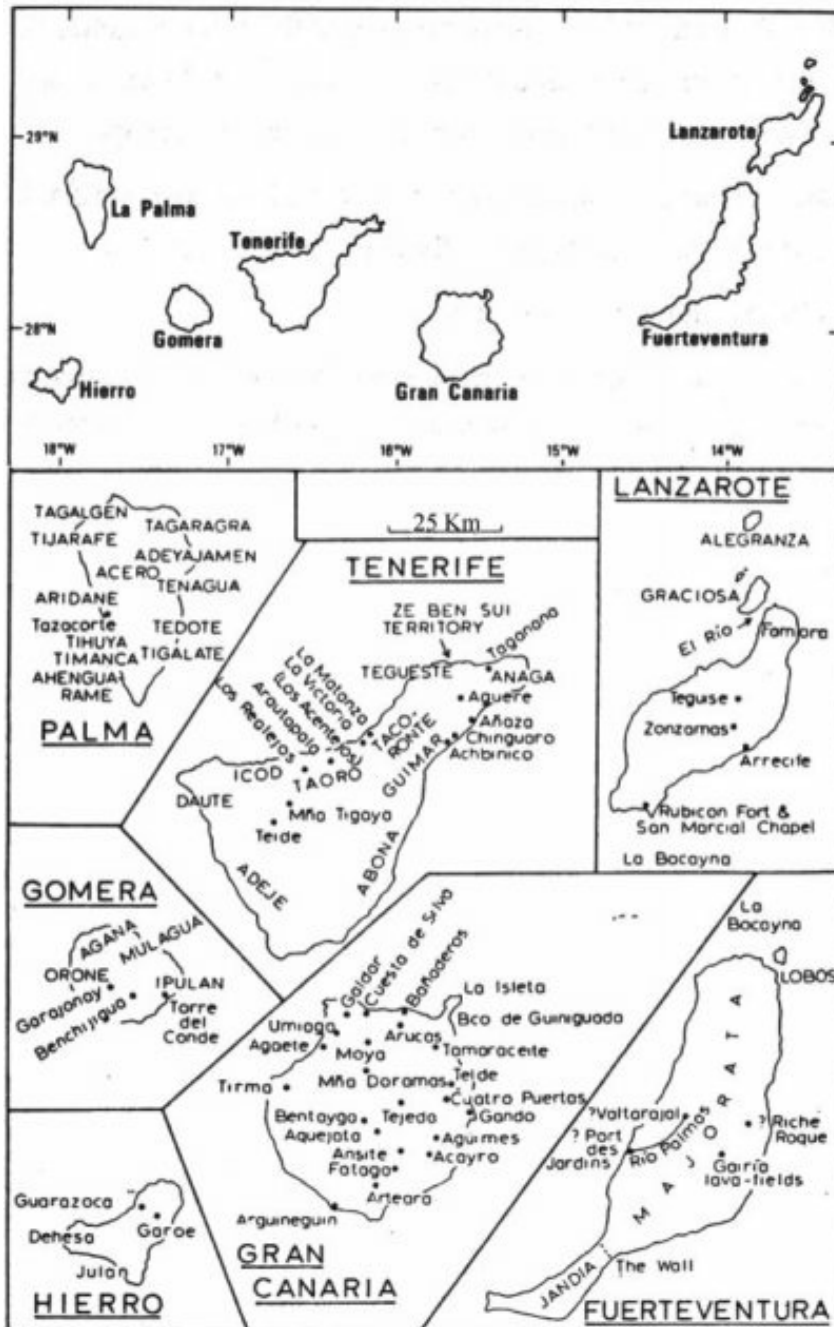 29°N
28°N
Lanzarote
La Palma
Tenerife
Gomera
Fuerteventura
Hierro
Gran Canaria
18°W
17°W
16°W
15°W
14°W
TAGALGEN
TAGARAGRA
TIJARAFE
ADEYAJAMEN
ACERO
TENAGUA
ARIDANE
Tazacorte
TEDOTE
TIHUYA
TIMANCA
TIGALATE
AHENGUA-
RAME
PALMA
25 Km
TENERIFE
ZE BEN SUI
TERRITORY
Taganana
TEGUESTE
ANAGA
La Matanza
La Victoria
(Los Acentejos)
Arautapala
Los Realejos
TACO-
RONTE
Aguere
Añaza
Chinguaro
Achbinico
GUIMAR
ICOD
TAORO
DAUTE
Mña Tigaya
Teide
ADEJE
ABONA
LANZAROTE
ALEGRANZA
GRACIOSA
El Río
Famara
Teguise
Zonzamas
Arrecife
Rubicon Fort &
San Marcial Chapel
La Bocayna
GOMERA
AGANA
MULAGUA
ORONE
IPULAN
Garajonay
Benchijigua
Torre
del
Conde
Galdar
Cuesta de Silva
Bañaderos
La Isleta
Bco de Guiniguada
Umiaga
Agaete
Moya
Arucas
Tamaraceite
Tirma
Mña Doramas
Telde
Cuatro Puertas
Bentayga
Tejeda
Gando
Aquejata
Agüimes
Ansite
Acayro
Fataga
Arteara
Arguineguin
GRAN
CANARIA
Guarazoca
Garoe
Dehesa
Julan
HIERRO
La
Bocayna
LOBOS
MAJORATA
?Valtarajal
? Riche
Roque
? Port
des
Jardins
Rio Palmas
Gairia
lava-fields
JANDIA
The Wall
FUERTEVENTURA